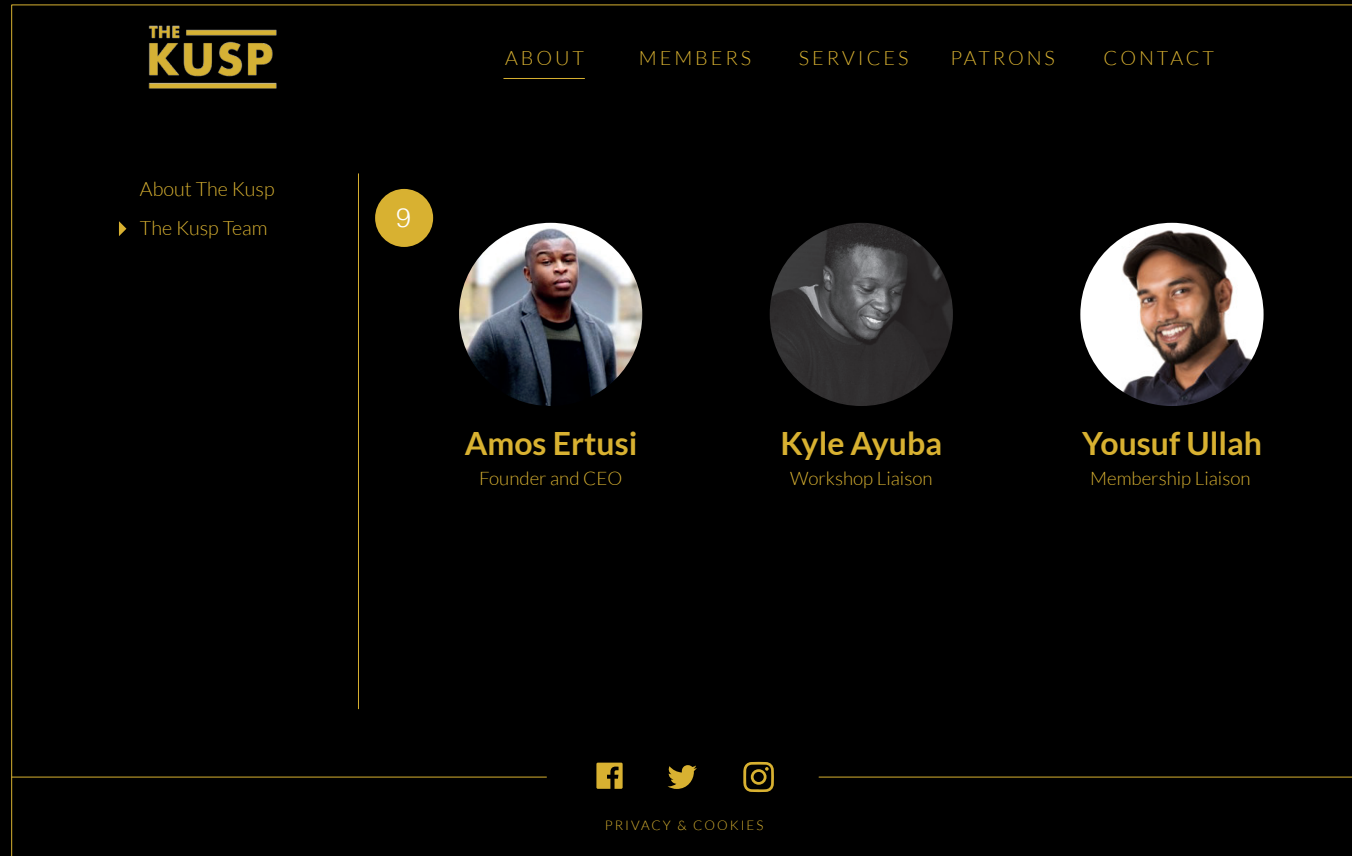 THE
KUSP
ABOUT MEMBERS SERVICES PATRONS CONTACT
About The Kusp
The Kusp Team
9
Amos Ertusi
Founder and CEO
Kyle Ayuba
Workshop Liaison
Yousuf Ullah
Membership Liaison
PRIVACY & COOKIES